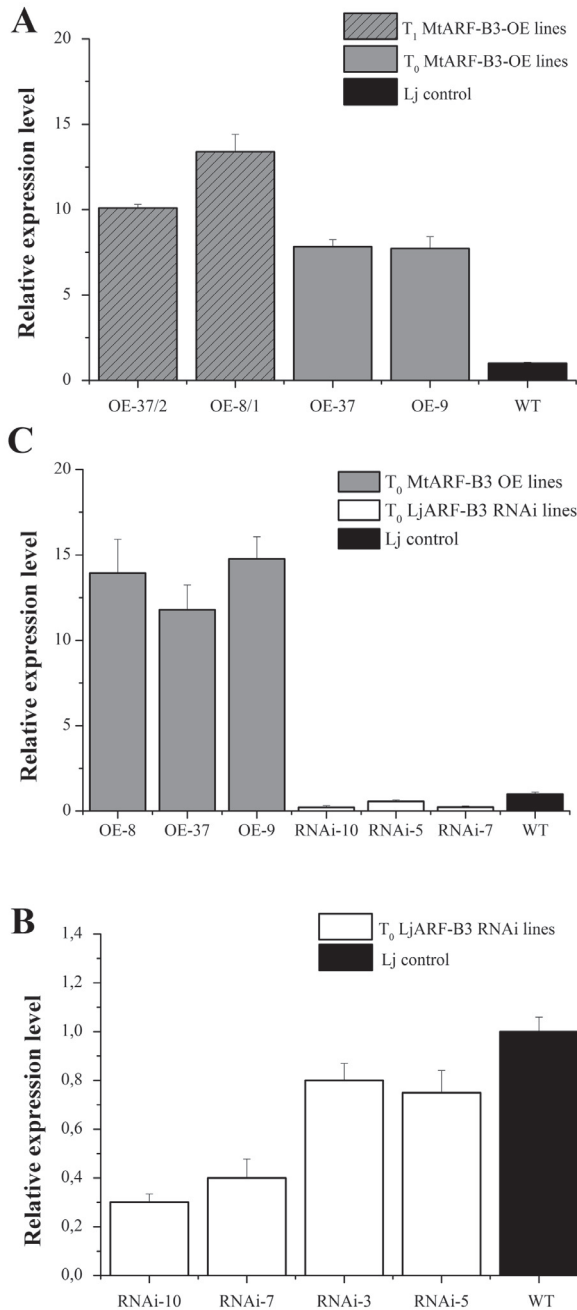 A
T₁ MtARF-B3-OE lines
T₀ MtARF-B3-OE lines
Lj control
Relative expression level
20
15
10
5
0
OE-37/2 OE-8/1 OE-37 OE-9 WT
C
T₀ MtARF-B3 OE lines
T₀ LjARF-B3 RNAi lines
Lj control
Relative expression level
20
15
10
5
0
OE-8 OE-37 OE-9 RNAi-10 RNAi-5 RNAi-7 WT
B
T₀ LjARF-B3 RNAi lines
Lj control
Relative expression level
1,4
1,2
1,0
0,8
0,6
0,4
0,2
0,0
RNAi-10 RNAi-7 RNAi-3 RNAi-5 WT